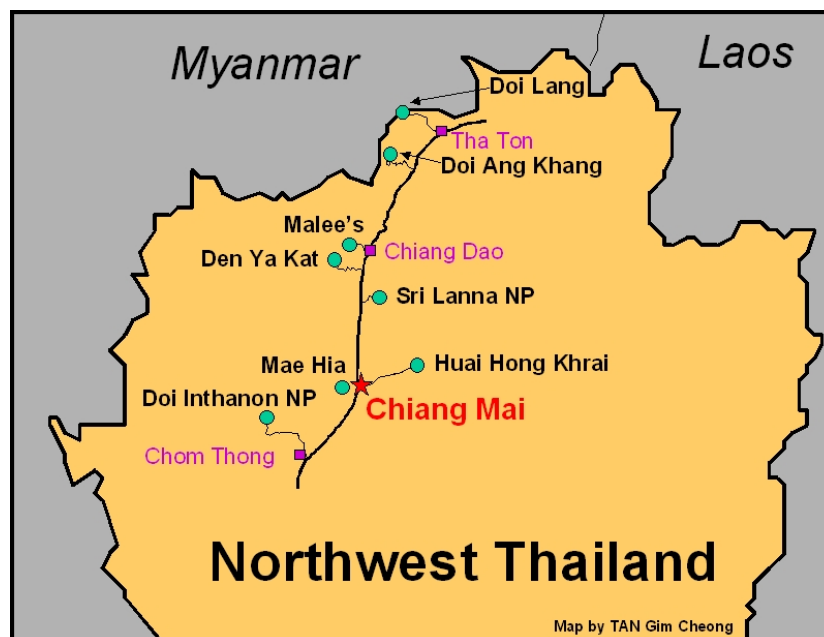 Myanmar
Laos
Doi Lang
Tha Ton
Doi Ang Khang
Malee's
Den Ya Kat
Chiang Dao
Sri Lanna NP
Mae Hia
Huai Hong Khrai
Doi Inthanon NP
Chiang Mai
Chom Thong
Northwest Thailand
Map by TAN Gim Cheong